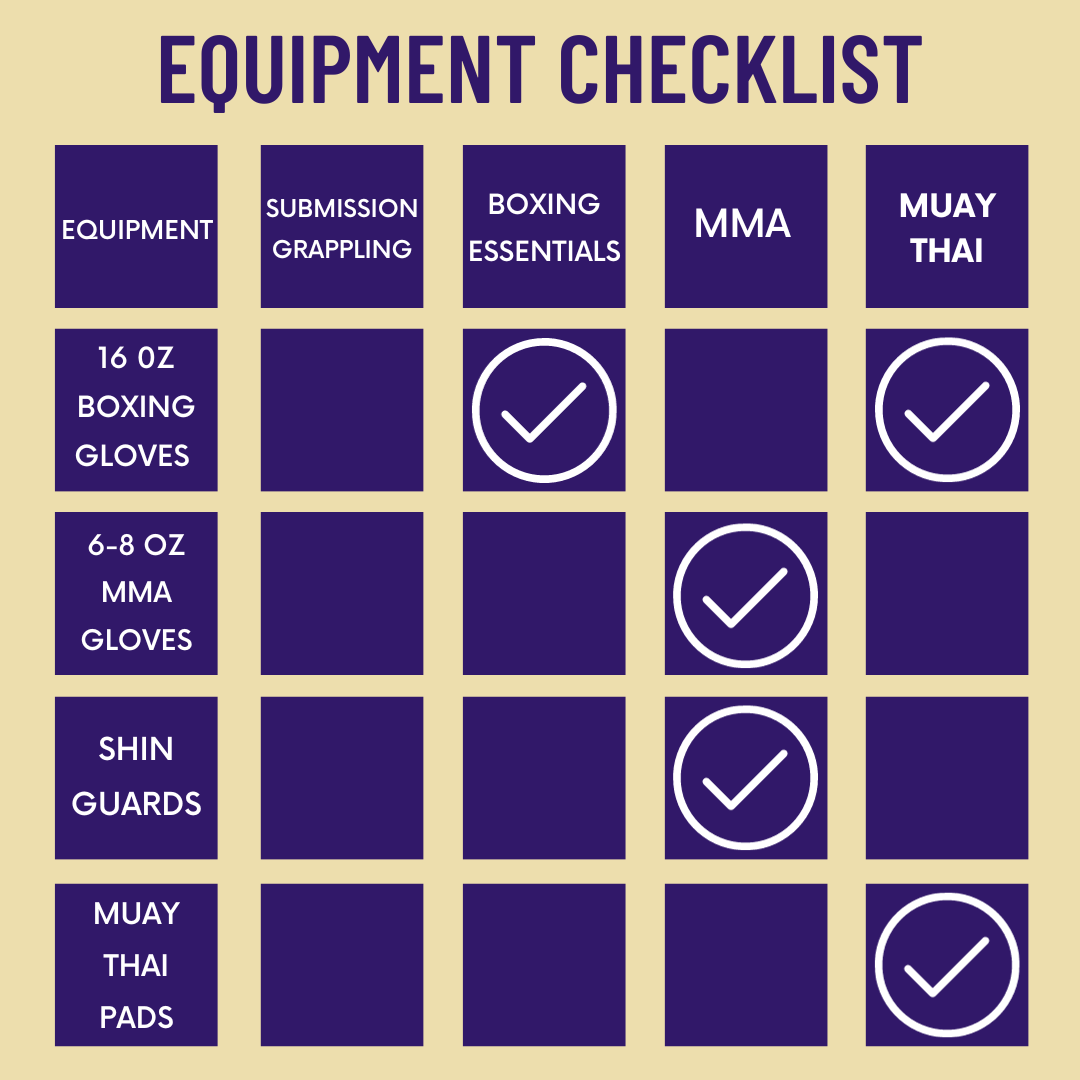 EQUIPMENT CHECKLIST
EQUIPMENT
SUBMISSION
GRAPPLING
BOXING
ESSENTIALS
MMA
MUAY
THAI
16 0Z
BOXING
GLOVES
6-8 OZ
MMA
GLOVES
SHIN
GUARDS
MUAY
THAI
PADS